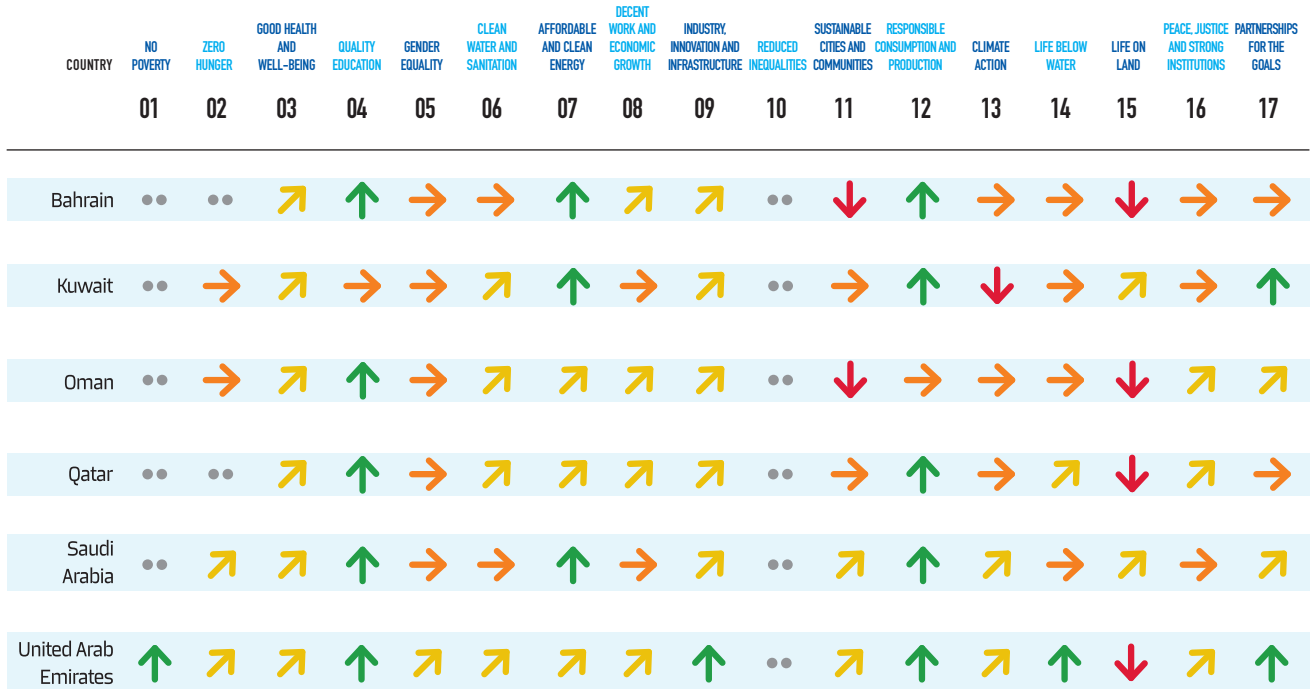 COUNTRY
NO
POVERTY
ZERO
HUNGER
GOOD HEALTH
AND
WELL-BEING
QUALITY
EDUCATION
GENDER
EQUALITY
CLEAN
WATER AND
SANITATION
AFFORDABLE
AND CLEAN
ENERGY
DECENT
WORK AND
ECONOMIC
GROWTH
INDUSTRY,
INNOVATION AND
INFRASTRUCTURE
REDUCED
INEQUALITIES
SUSTAINABLE
CITIES AND
COMMUNITIES
RESPONSIBLE
CONSUMPTION AND
PRODUCTION
CLIMATE
ACTION
LIFE BELOW
WATER
LIFE ON
LAND
PEACE, JUSTICE
AND STRONG
INSTITUTIONS
PARTNERSHIPS
FOR THE
GOALS
01 02 03 04 05 06 07 08 09 10 11 12 13 14 15 16 17
Bahrain
Kuwait
Oman
Qatar
Saudi
Arabia
United Arab
Emirates